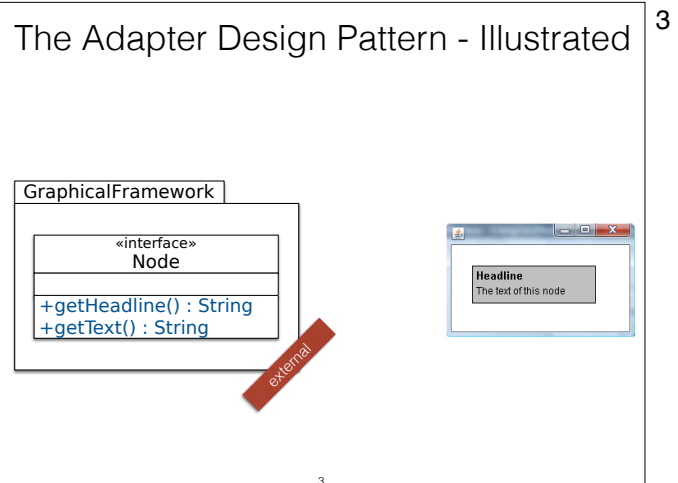 The Adapter Design Pattern - Illustrated
3
GraphicalFramework
«interface»
Node
+getHeadline() : String
+getText() : String
external
Headline
The text of this node
3